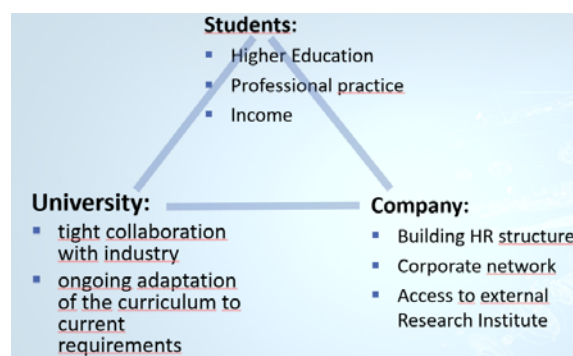 Students:
Higher Education
Professional practice
Income
University:
tight collaboration
with industry
ongoing adaptation
of the curriculum to
current
requirements
Company:
Building HR structure
Corporate network
Access to external
Research Institute